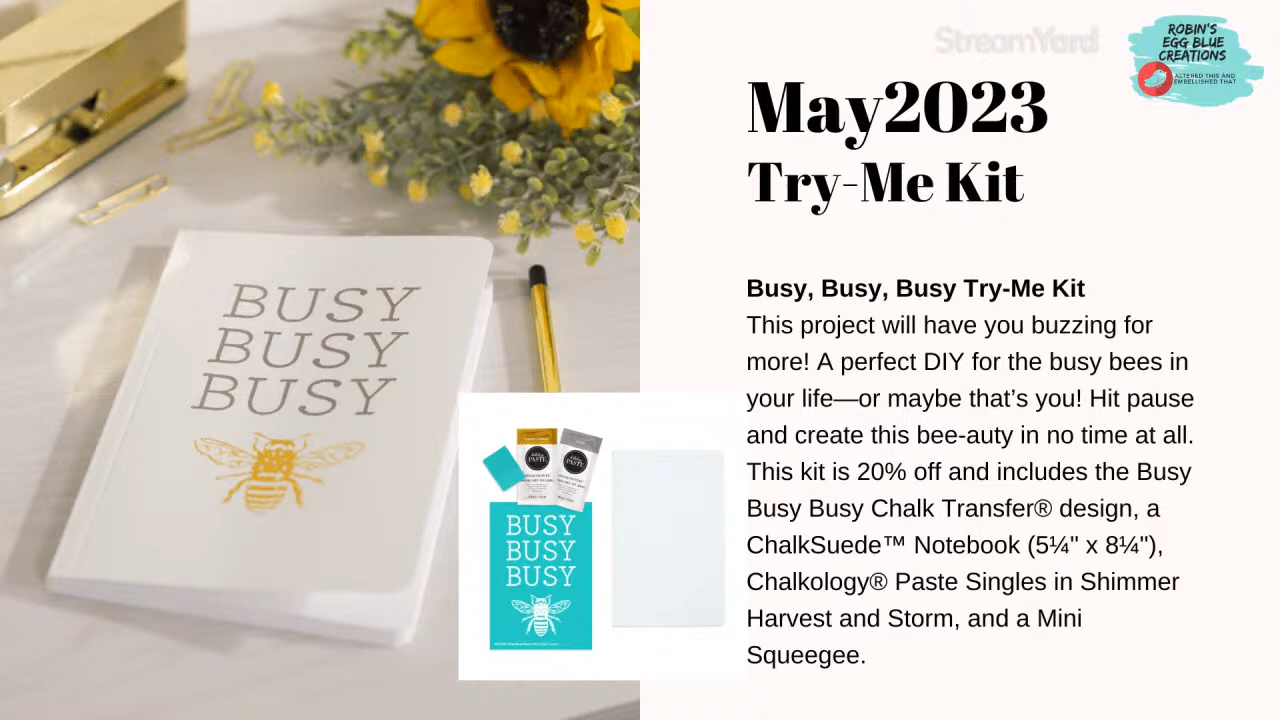 StreamYard
ROBIN'S
EGG BLUE
CREATIONS
ALTERED THIS AND
EMBELLISHED THAT
May2023
Try-Me Kit
Busy, Busy, Busy Try-Me Kit
This project will have you buzzing for
more! A perfect DIY for the busy bees in
your life—or maybe that’s you! Hit pause
and create this bee-auty in no time at all.
This kit is 20% off and includes the Busy
Busy Busy Chalk Transfer® design, a
ChalkSuede™ Notebook (5¼" x 8¼"),
Chalkology® Paste Singles in Shimmer
Harvest and Storm, and a Mini
Squeegee.
BUSY
BUSY
BUSY
PASTE
PASTE
BUSY
BUSY
BUSY